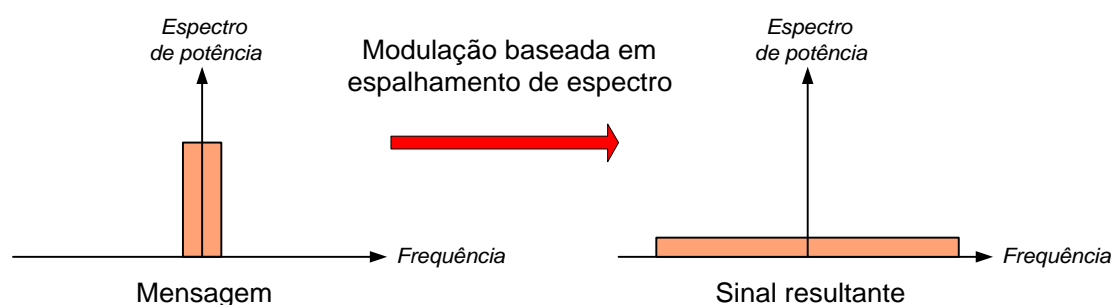 Espectro
de potência
Modulação baseada em
espalhamento de espectro
Espectro
de potência
Frequência
Frequência
Mensagem
Sinal resultante